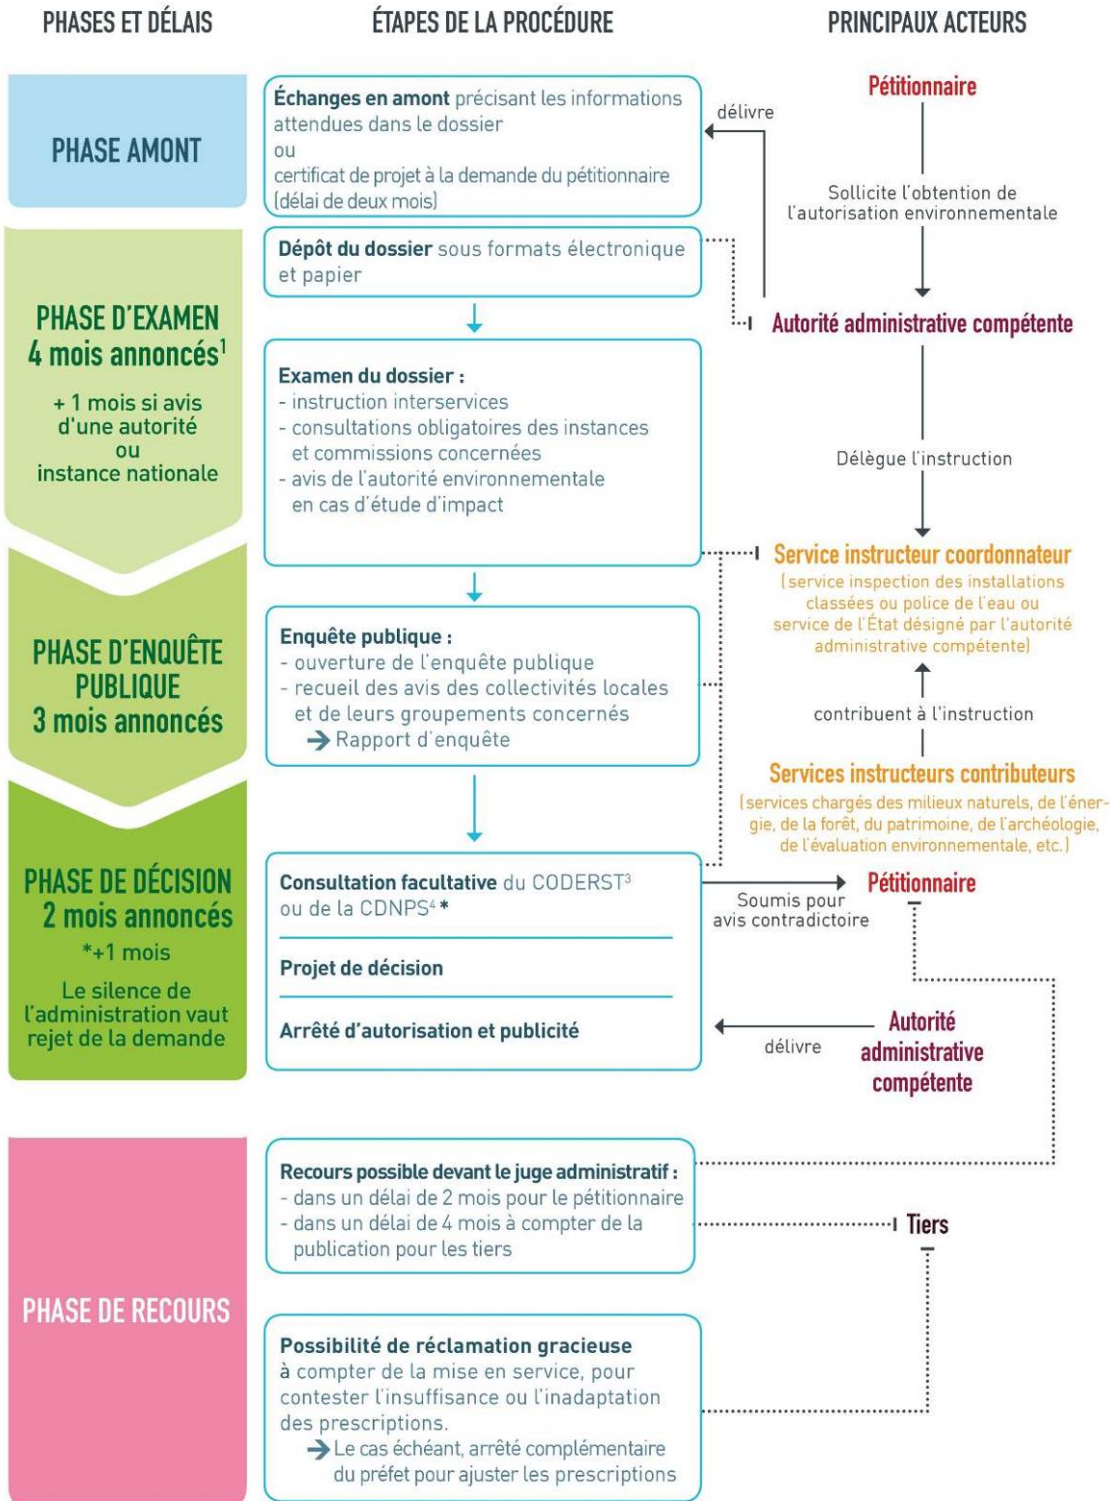 PHASES ET DÉLAIS
ÉTAPES DE LA PROCÉDURE
PRINCIPAUX ACTEURS
PHASE AMONT
Échanges en amont précisant les informations
attendues dans le dossier
ou
certificat de projet à la demande du pétitionnaire
(délai de deux mois)
délivre
Pétitionnaire
Sollicite l'obtention de
l'autorisation environnementale
PHASE D'EXAMEN
4 mois annoncés¹
+ 1 mois si avis
d'une autorité
ou
instance nationale
Dépôt du dossier sous formats électronique
et papier
Autorité administrative compétente
Examen du dossier :
- instruction interservices
- consultations obligatoires des instances
et commissions concernées
- avis de l'autorité environnementale
en cas d'étude d'impact
Délègue l'instruction
Service instructeur coordonnateur
(service inspection des installations
classées ou police de l'eau ou
service de l'État désigné par l'autorité
administrative compétente)
PHASE D'ENQUÊTE
PUBLIQUE
3 mois annoncés
Enquête publique :
- ouverture de l'enquête publique
- recueil des avis des collectivités locales
et de leurs groupements concernés
→ Rapport d'enquête
contribuent à l'instruction
Services instructeurs contributeurs
(services chargés des milieux naturels, de l'éner-
gie, de la forêt, du patrimoine, de l'archéologie,
de l'évaluation environnementale, etc.)
PHASE DE DÉCISION
2 mois annoncés
*+1 mois
Le silence de
l'administration vaut
rejet de la demande
Consultation facultative du CODERST³
ou de la CDNPS⁴ *
Projet de décision
Arrêté d'autorisation et publicité
Soumis pour
avis contradictoire
Pétitionnaire
délivre
Autorité
administrative
compétente
PHASE DE RECOURS
Recours possible devant le juge administratif :
- dans un délai de 2 mois pour le pétitionnaire
- dans un délai de 4 mois à compter de la
publication pour les tiers
Tiers
Possibilité de réclamation gracieuse
à compter de la mise en service, pour
contester l'insuffisance ou l'inadaptation
des prescriptions.
→ Le cas échéant, arrêté complémentaire
du préfet pour ajuster les prescriptions